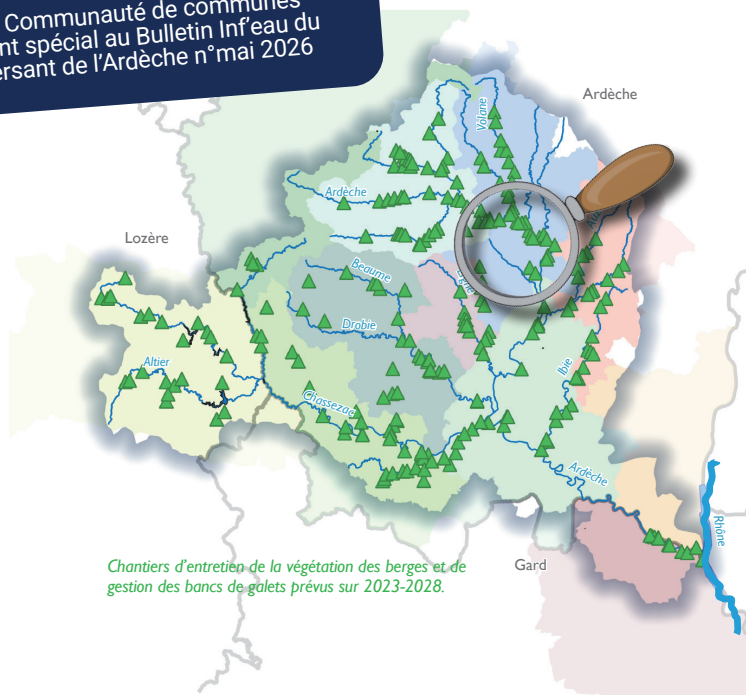 Communauté de communes
nt spécial au Bulletin Inf'eau du
ersant de l'Ardèche n°mai 2026
Ardèche
Volane
Ardèche
Lozère
Beaume
Drobie
Altier
Ibie
Chassezac
Ardèche
Rhône
Gard
Chantiers d'entretien de la végétation des berges et de
gestion des bancs de galets prévus sur 2023-2028.